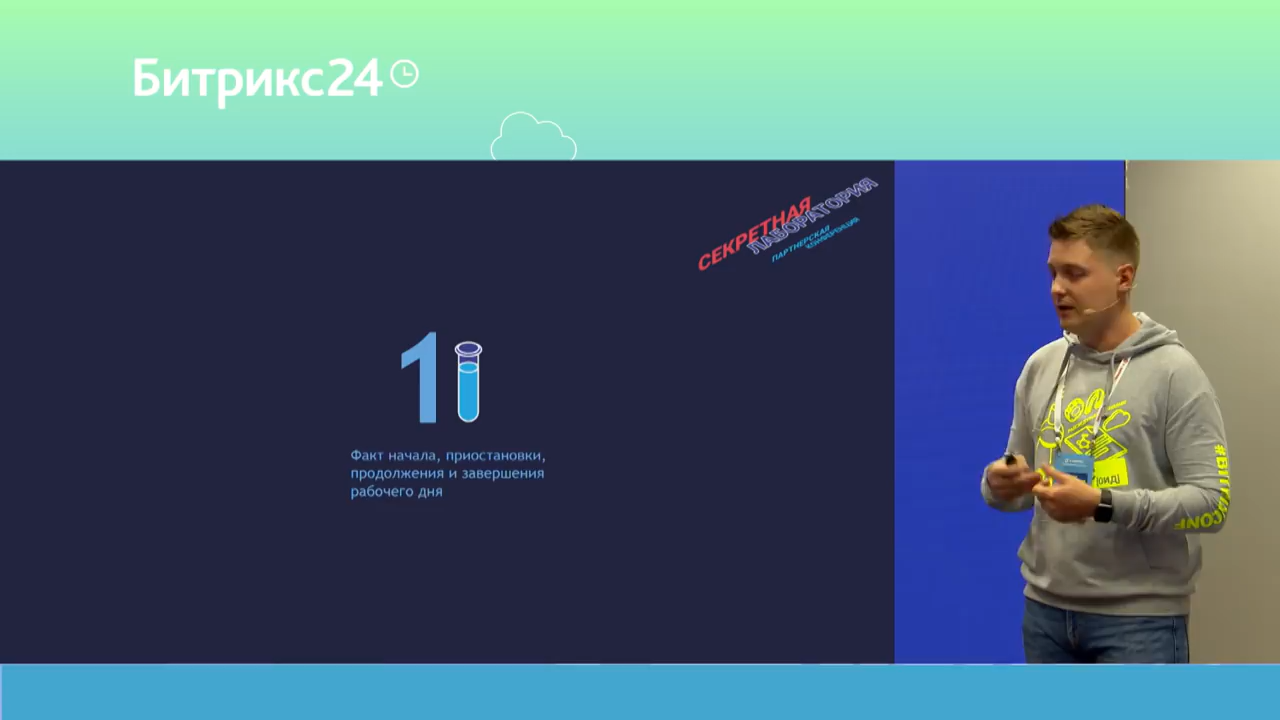 Битрикс24
СЕКРЕТНАЯ
ЛАБОРАТОРИЯ
ПАРТНЕРСКАЯ
КОНФЕРЕНЦИЯ
1
Факт начала, приостановки,
продолжения и завершения
рабочего дня